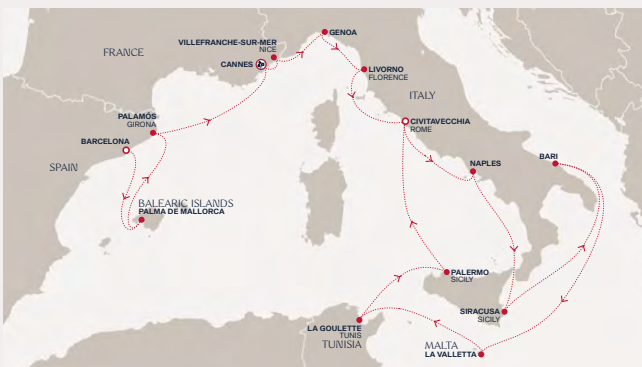 FRANCE
VILLEFRANCHE-SUR-MER
NICE
CANNES
GENOA
LIVORNO
FLORENCE
ITALY
PALAMÓS
GIRONA
BARCELONA
SPAIN
BALEARIC ISLANDS
PALMA DE MALLORCA
CIVITAVECCHIA
ROME
NAPLES
BARI
PALERMO
SICILY
SIRACUSA
SICILY
LA GOULETTE
TUNIS
TUNISIA
MALTA
LA VALLETTA